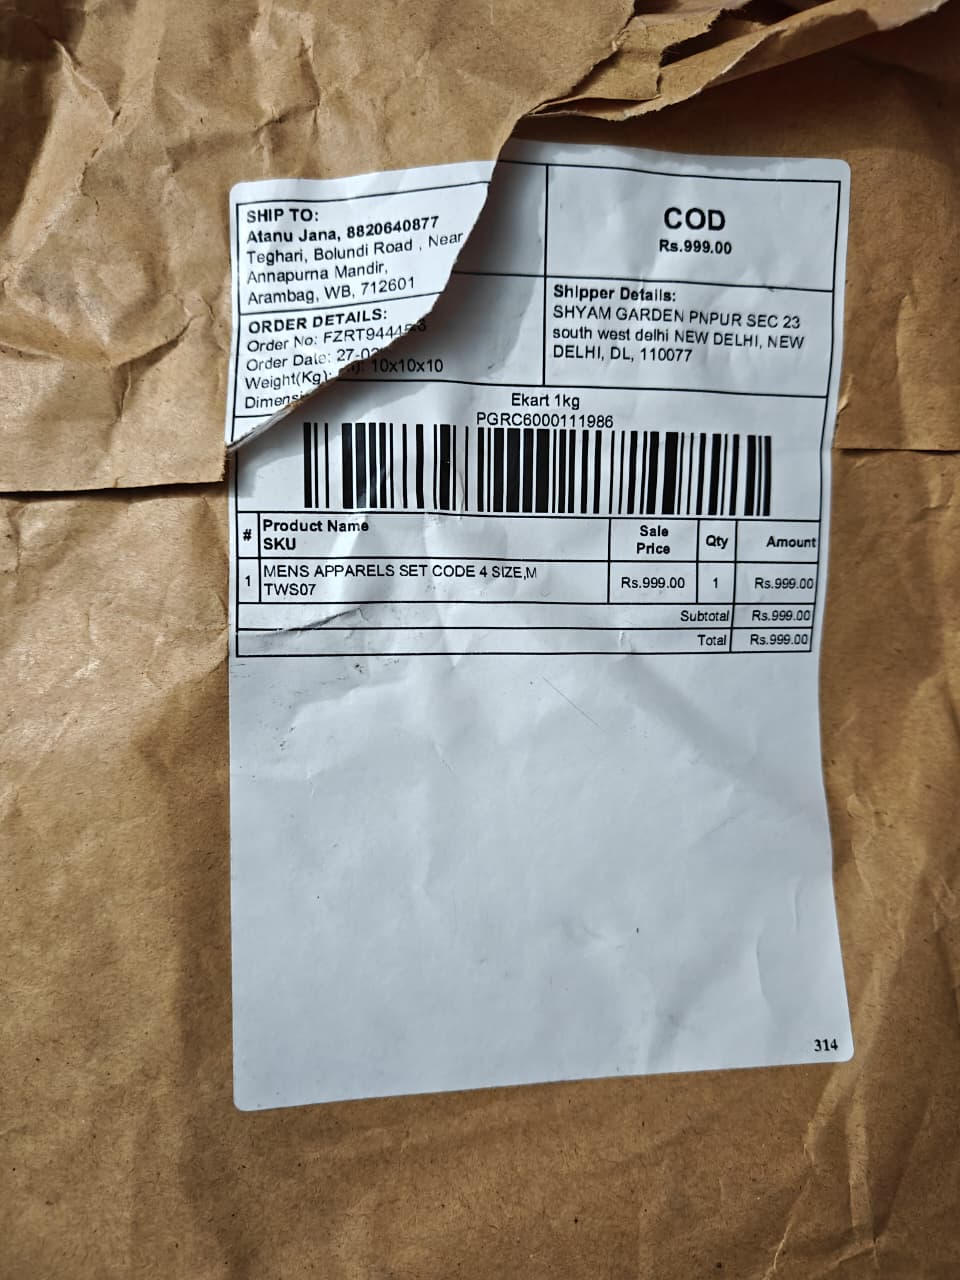 SHIP TO:
Atanu Jana, 8820640877
Teghari, Bolundi Road , Near
Annapurna Mandir,
Arambag, WB, 712601
COD
Rs.999.00
ORDER DETAILS:
Order No:
Order Date:
Weight(Kg):
10x10x10
Shipper Details:
SHYAM GARDEN PNPUR SEC 23
south west delhi NEW DELHI, NEW
DELHI, DL, 110077
Ekart 1kg
PGRC6000111986
# Product Name SKU Sale Price Qty Amount
1 MENS APPARELS SET CODE 4 SIZE,M Rs.999.00 1 Rs.999.00
TWS07
Subtotal Rs.999.00
Total Rs.999.00
314